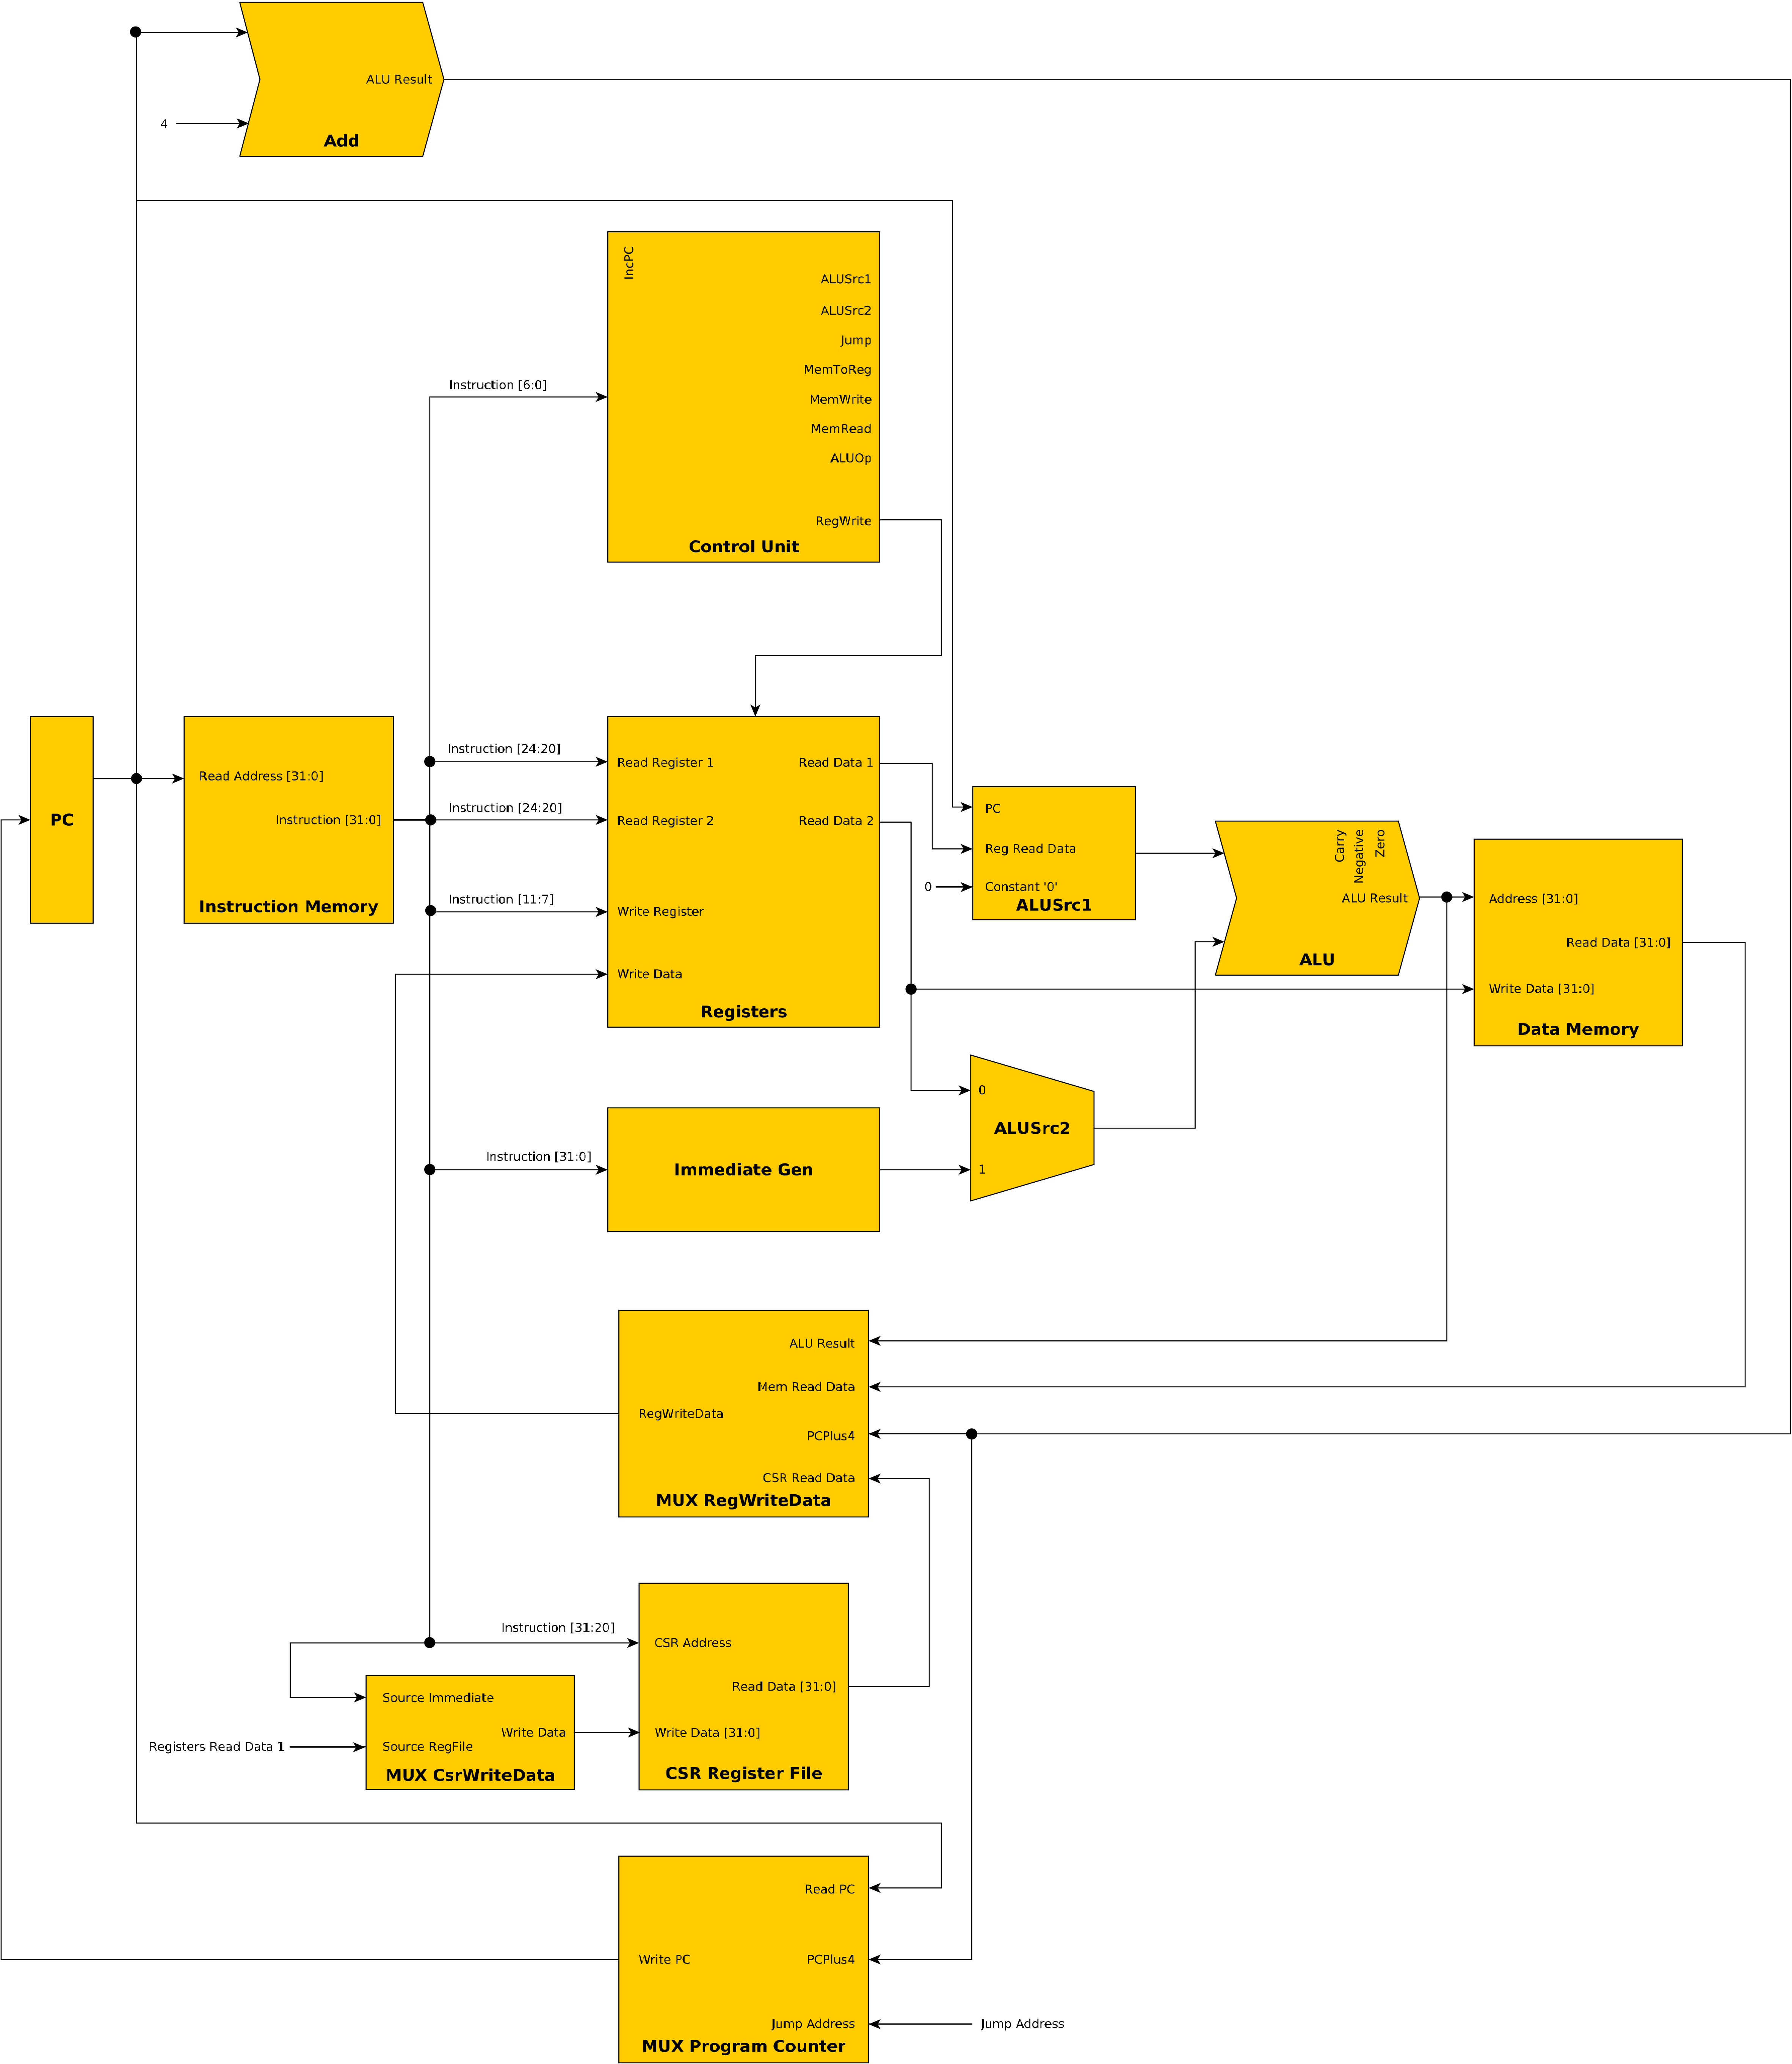 ALU Result
4
Add
IncPC
ALUSrc1
ALUSrc2
Jump
MemToReg
Instruction [6:0]
MemWrite
MemRead
ALUOp
RegWrite
Control Unit
PC
Read Address [31:0]
Instruction [31:0]
Instruction Memory
Instruction [24:20]
Instruction [24:20]
Instruction [11:7]
Read Register 1
Read Data 1
Read Register 2
Read Data 2
Write Register
Write Data
Registers
PC
Reg Read Data
0
Constant '0'
ALUSrc1
Carry
Negative
Zero
ALU Result
ALU
Address [31:0]
Read Data [31:0]
Write Data [31:0]
Data Memory
0
ALUSrc2
1
Instruction [31:0]
Immediate Gen
ALU Result
Mem Read Data
RegWriteData
PCPlus4
CSR Read Data
MUX RegWriteData
Instruction [31:20]
CSR Address
Read Data [31:0]
Write Data [31:0]
CSR Register File
Source Immediate
Write Data
Registers Read Data 1
Source RegFile
MUX CsrWriteData
Read PC
Write PC
PCPlus4
Jump Address
Jump Address
MUX Program Counter